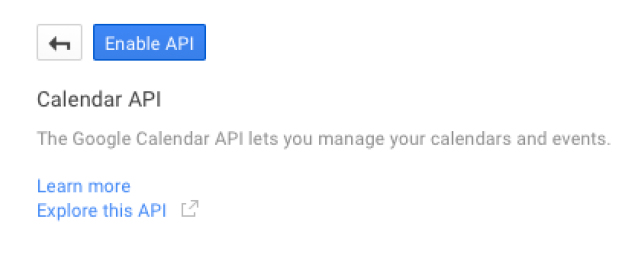 Enable API
Calendar API
The Google Calendar API lets you manage your calendars and events.
Learn more
Explore this API